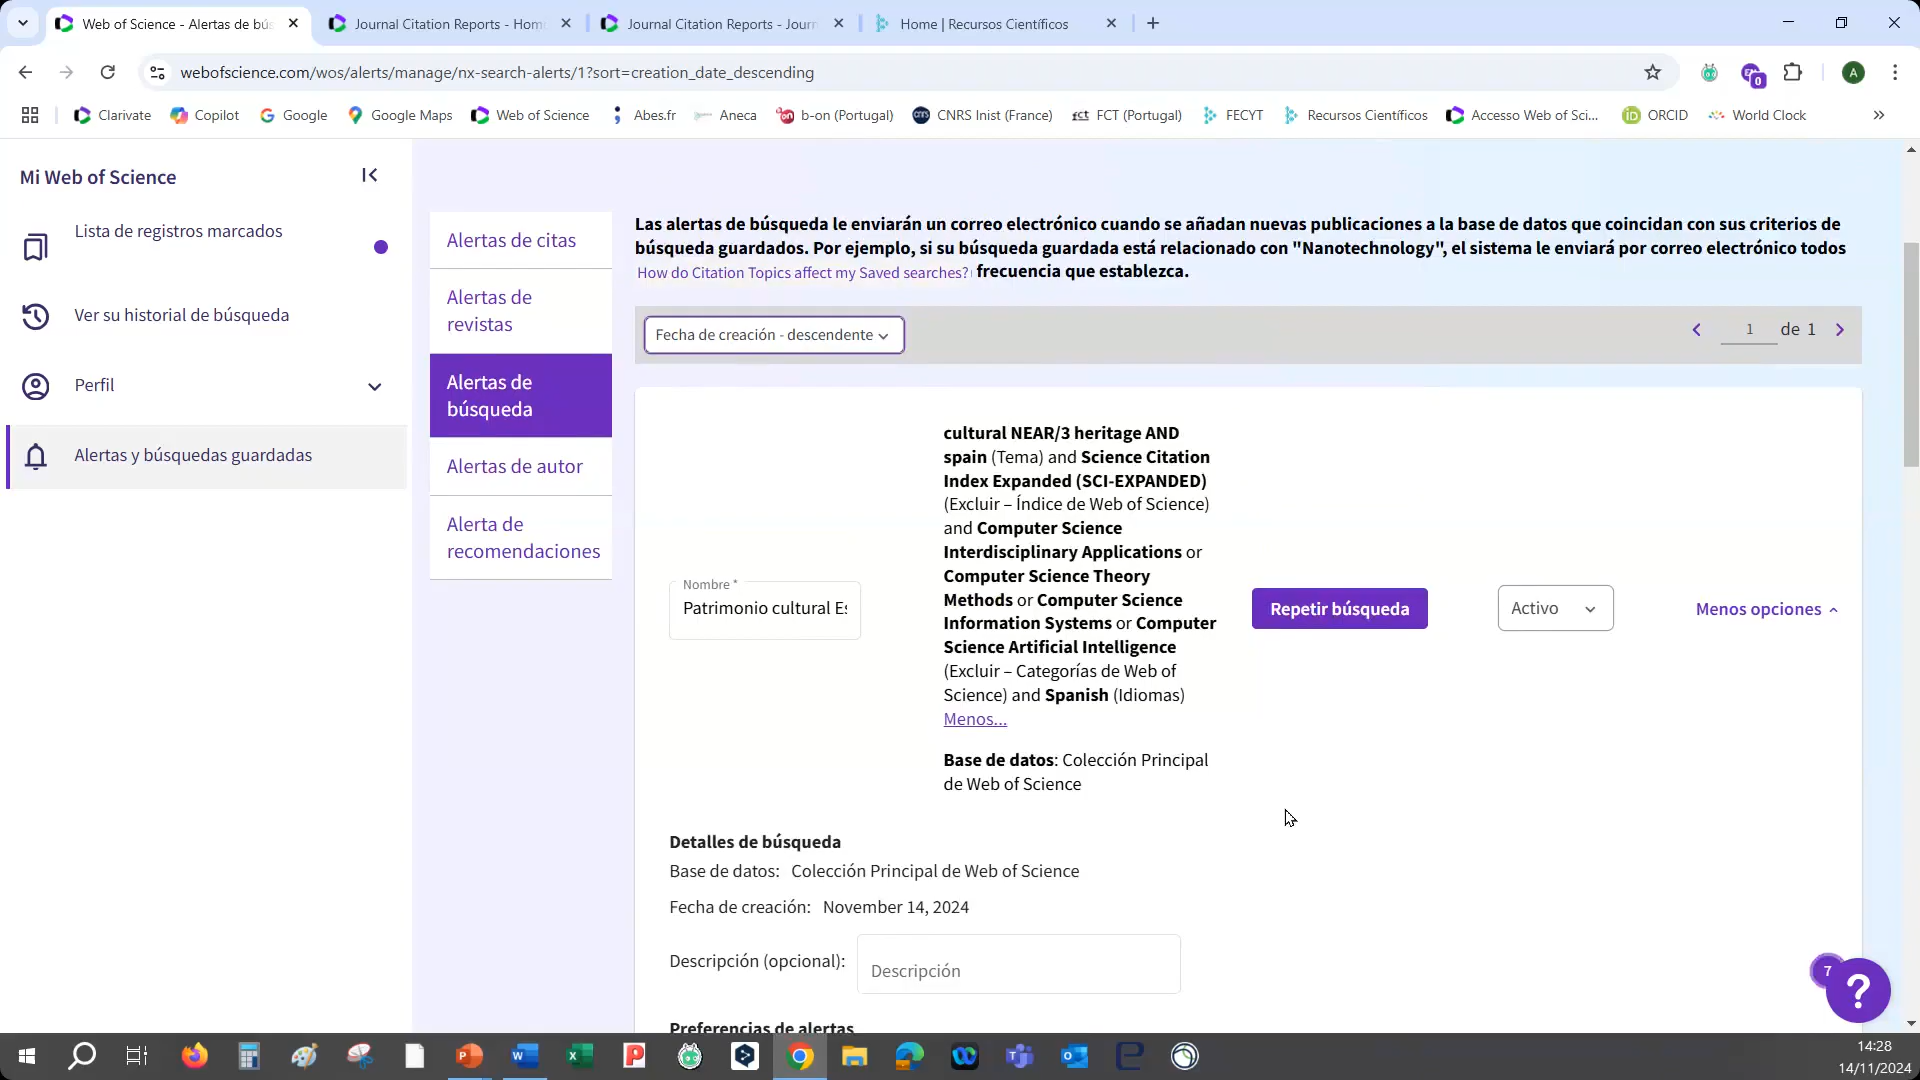 Web of Science - Alertas de bús
Journal Citation Reports - Hom
Journal Citation Reports - Jour
Home | Recursos Científicos
webofscience.com/wos/alerts/manage/nx-search-alerts/1?sort=creation_date_descending
0
A
Clarivate
Copilot
Google
Google Maps
Web of Science
Abes.fr
Aneca
b-on (Portugal)
CNRS Inist (France)
FCT (Portugal)
FECYT
Recursos Científicos
Accesso Web of Sci...
ORCID
World Clock
Mi Web of Science
Lista de registros marcados
Ver su historial de búsqueda
Perfil
Alertas y búsquedas guardadas
Alertas de citas
Alertas de
revistas
Alertas de
búsqueda
Alertas de autor
Alerta de
recomendaciones
Las alertas de búsqueda le enviarán un correo electrónico cuando se añadan nuevas publicaciones a la base de datos que coincidan con sus criterios de
búsqueda guardados. Por ejemplo, si su búsqueda guardada está relacionado con "Nanotechnology", el sistema le enviará por correo electrónico todos
How do Citation Topics affect my Saved searches? frecuencia que establezca.
Fecha de creación - descendente
1 de 1
cultural NEAR/3 heritage AND
spain (Tema) and Science Citation
Index Expanded (SCI-EXPANDED)
(Excluir – Índice de Web of Science)
and Computer Science
Interdisciplinary Applications or
Computer Science Theory
Methods or Computer Science
Information Systems or Computer
Science Artificial Intelligence
(Excluir – Categorías de Web of
Science) and Spanish (Idiomas)
Menos...
Base de datos: Colección Principal
de Web of Science
Nombre *
Patrimonio cultural Es
Repetir búsqueda
Activo
Menos opciones
Detalles de búsqueda
Base de datos: Colección Principal de Web of Science
Fecha de creación: November 14, 2024
Descripción (opcional):
Descripción
Preferencias de alertas
7
?
14:28
14/11/2024